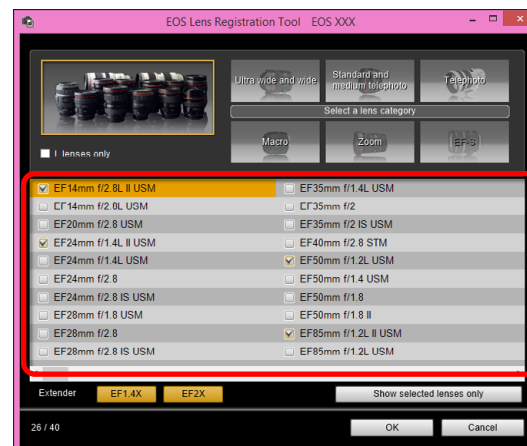 EOS Lens Registration Tool EOS XXX
Ultra wide and wide
Standard and
medium telephoto
Telephoto
Select a lens category
L lenses only
Macro
Zoom
EF-S
EF14mm f/2.8L II USM
EF35mm f/1.4L USM
EF14mm f/2.8L USM
EF35mm f/2
EF20mm f/2.8 USM
EF35mm f/2 IS USM
EF24mm f/1.4L II USM
EF40mm f/2.8 STM
EF24mm f/1.4L USM
EF50mm f/1.2L USM
EF24mm f/2.8
EF50mm f/1.4 USM
EF24mm f/2.8 IS USM
EF50mm f/1.8
EF28mm f/1.8 USM
EF50mm f/1.8 II
EF28mm f/2.8
EF85mm f/1.2L II USM
EF28mm f/2.8 IS USM
EF85mm f/1.2L USM
Extender
EF1.4X
EF2X
Show selected lenses only
26 / 40
OK
Cancel